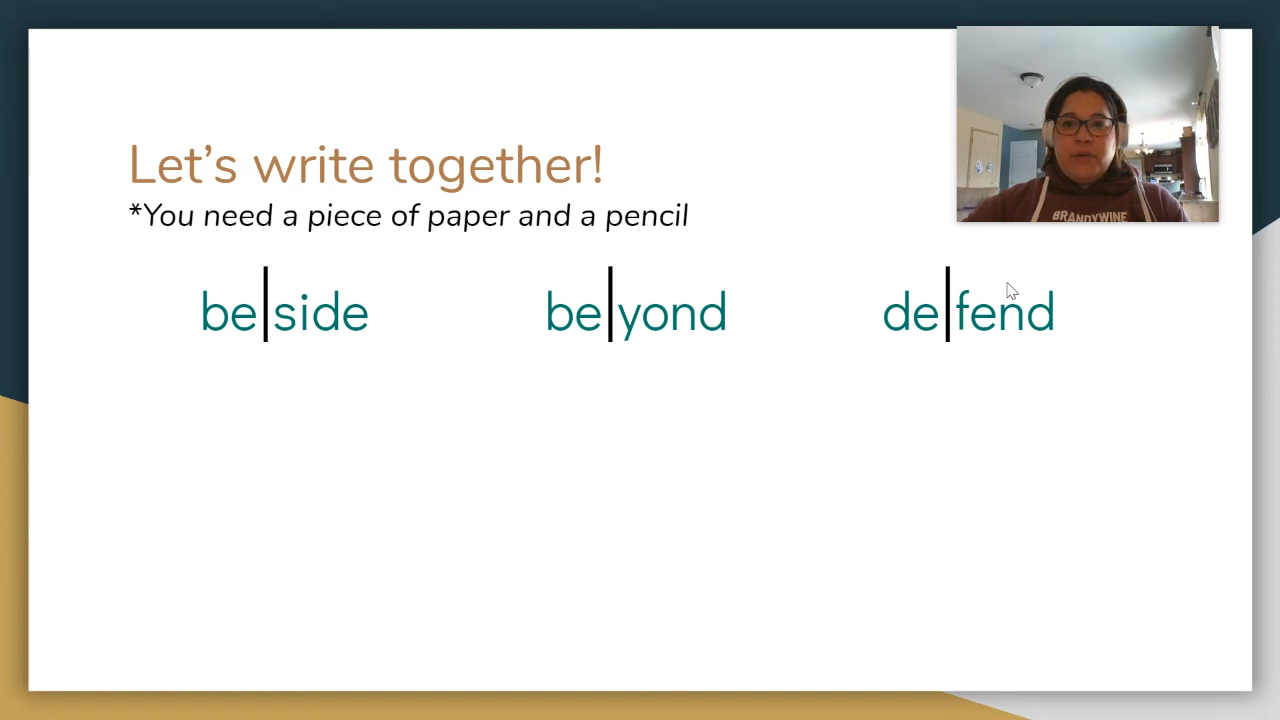 Let's write together!
*You need a piece of paper and a pencil
be|side be|yond de|fend
BRANDYWINE